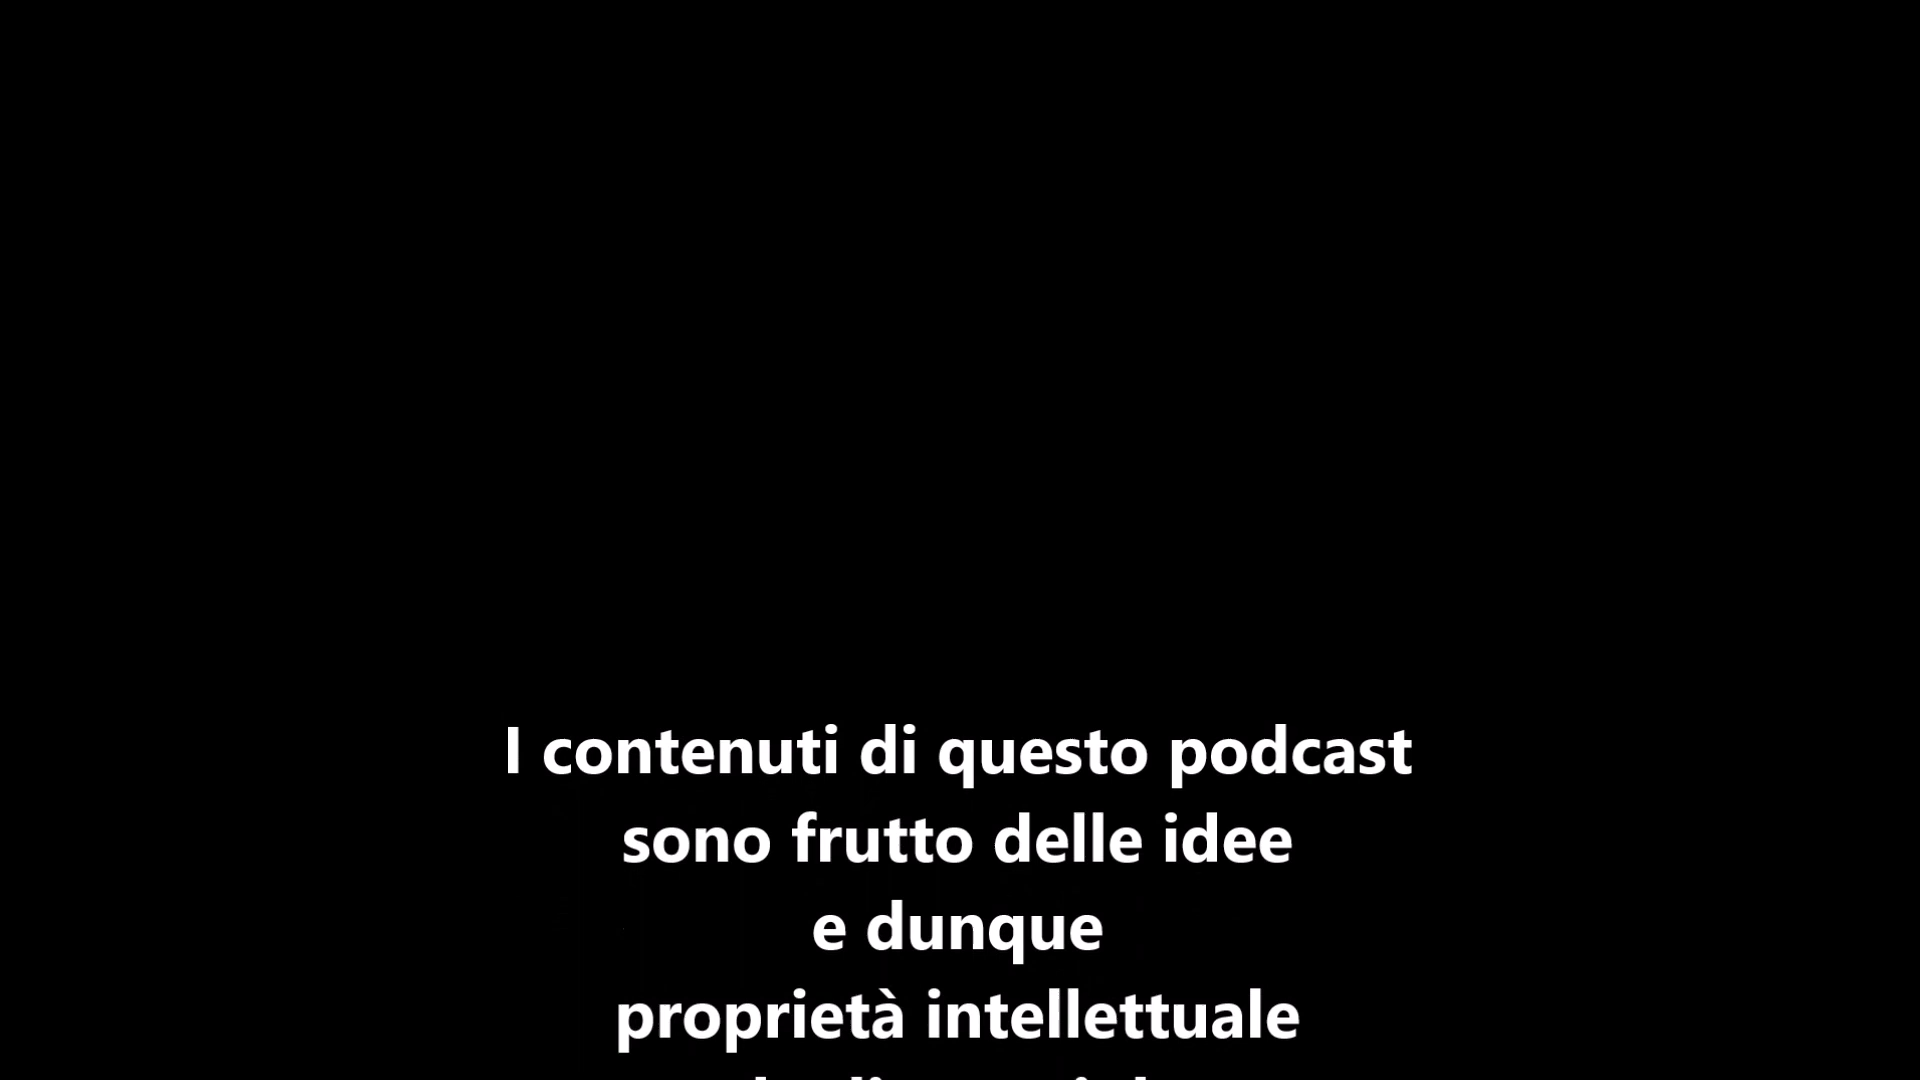 I contenuti di questo podcast
sono frutto delle idee
e dunque
proprietà intellettuale